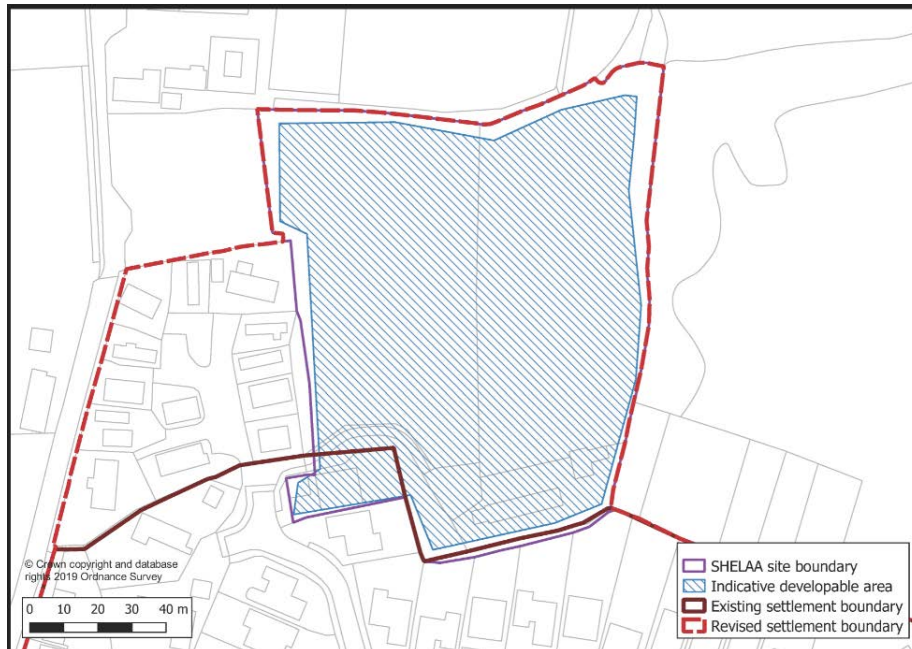 © Crown copyright and database
rights 2019 Ordnance Survey
0 10 20 30 40 m
SHELAA site boundary
Indicative developable area
Existing settlement boundary
Revised settlement boundary